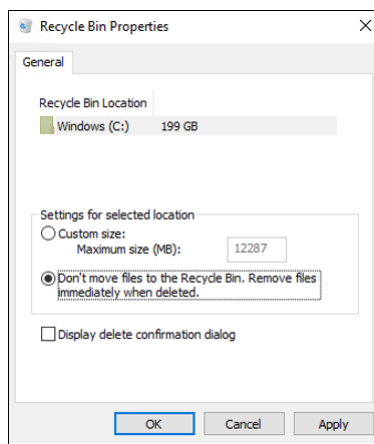 Recycle Bin Properties
General
Recycle Bin Location
Windows (C:) 199 GB
Settings for selected location
Custom size:
Maximum size (MB): 12287
Don't move files to the Recycle Bin. Remove files
immediately when deleted.
Display delete confirmation dialog
OK Cancel Apply